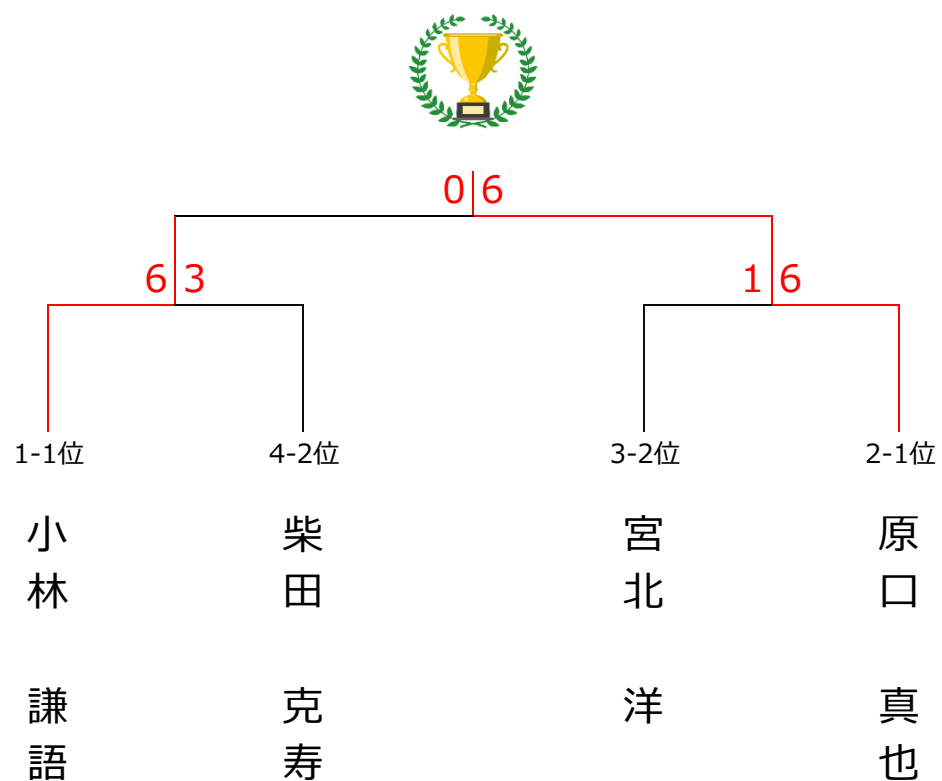 0 6
6 3
1 6
1-1位
4-2位
3-2位
2-1位
小林 謙語
柴田 克寿
宮北 洋
原口 真也